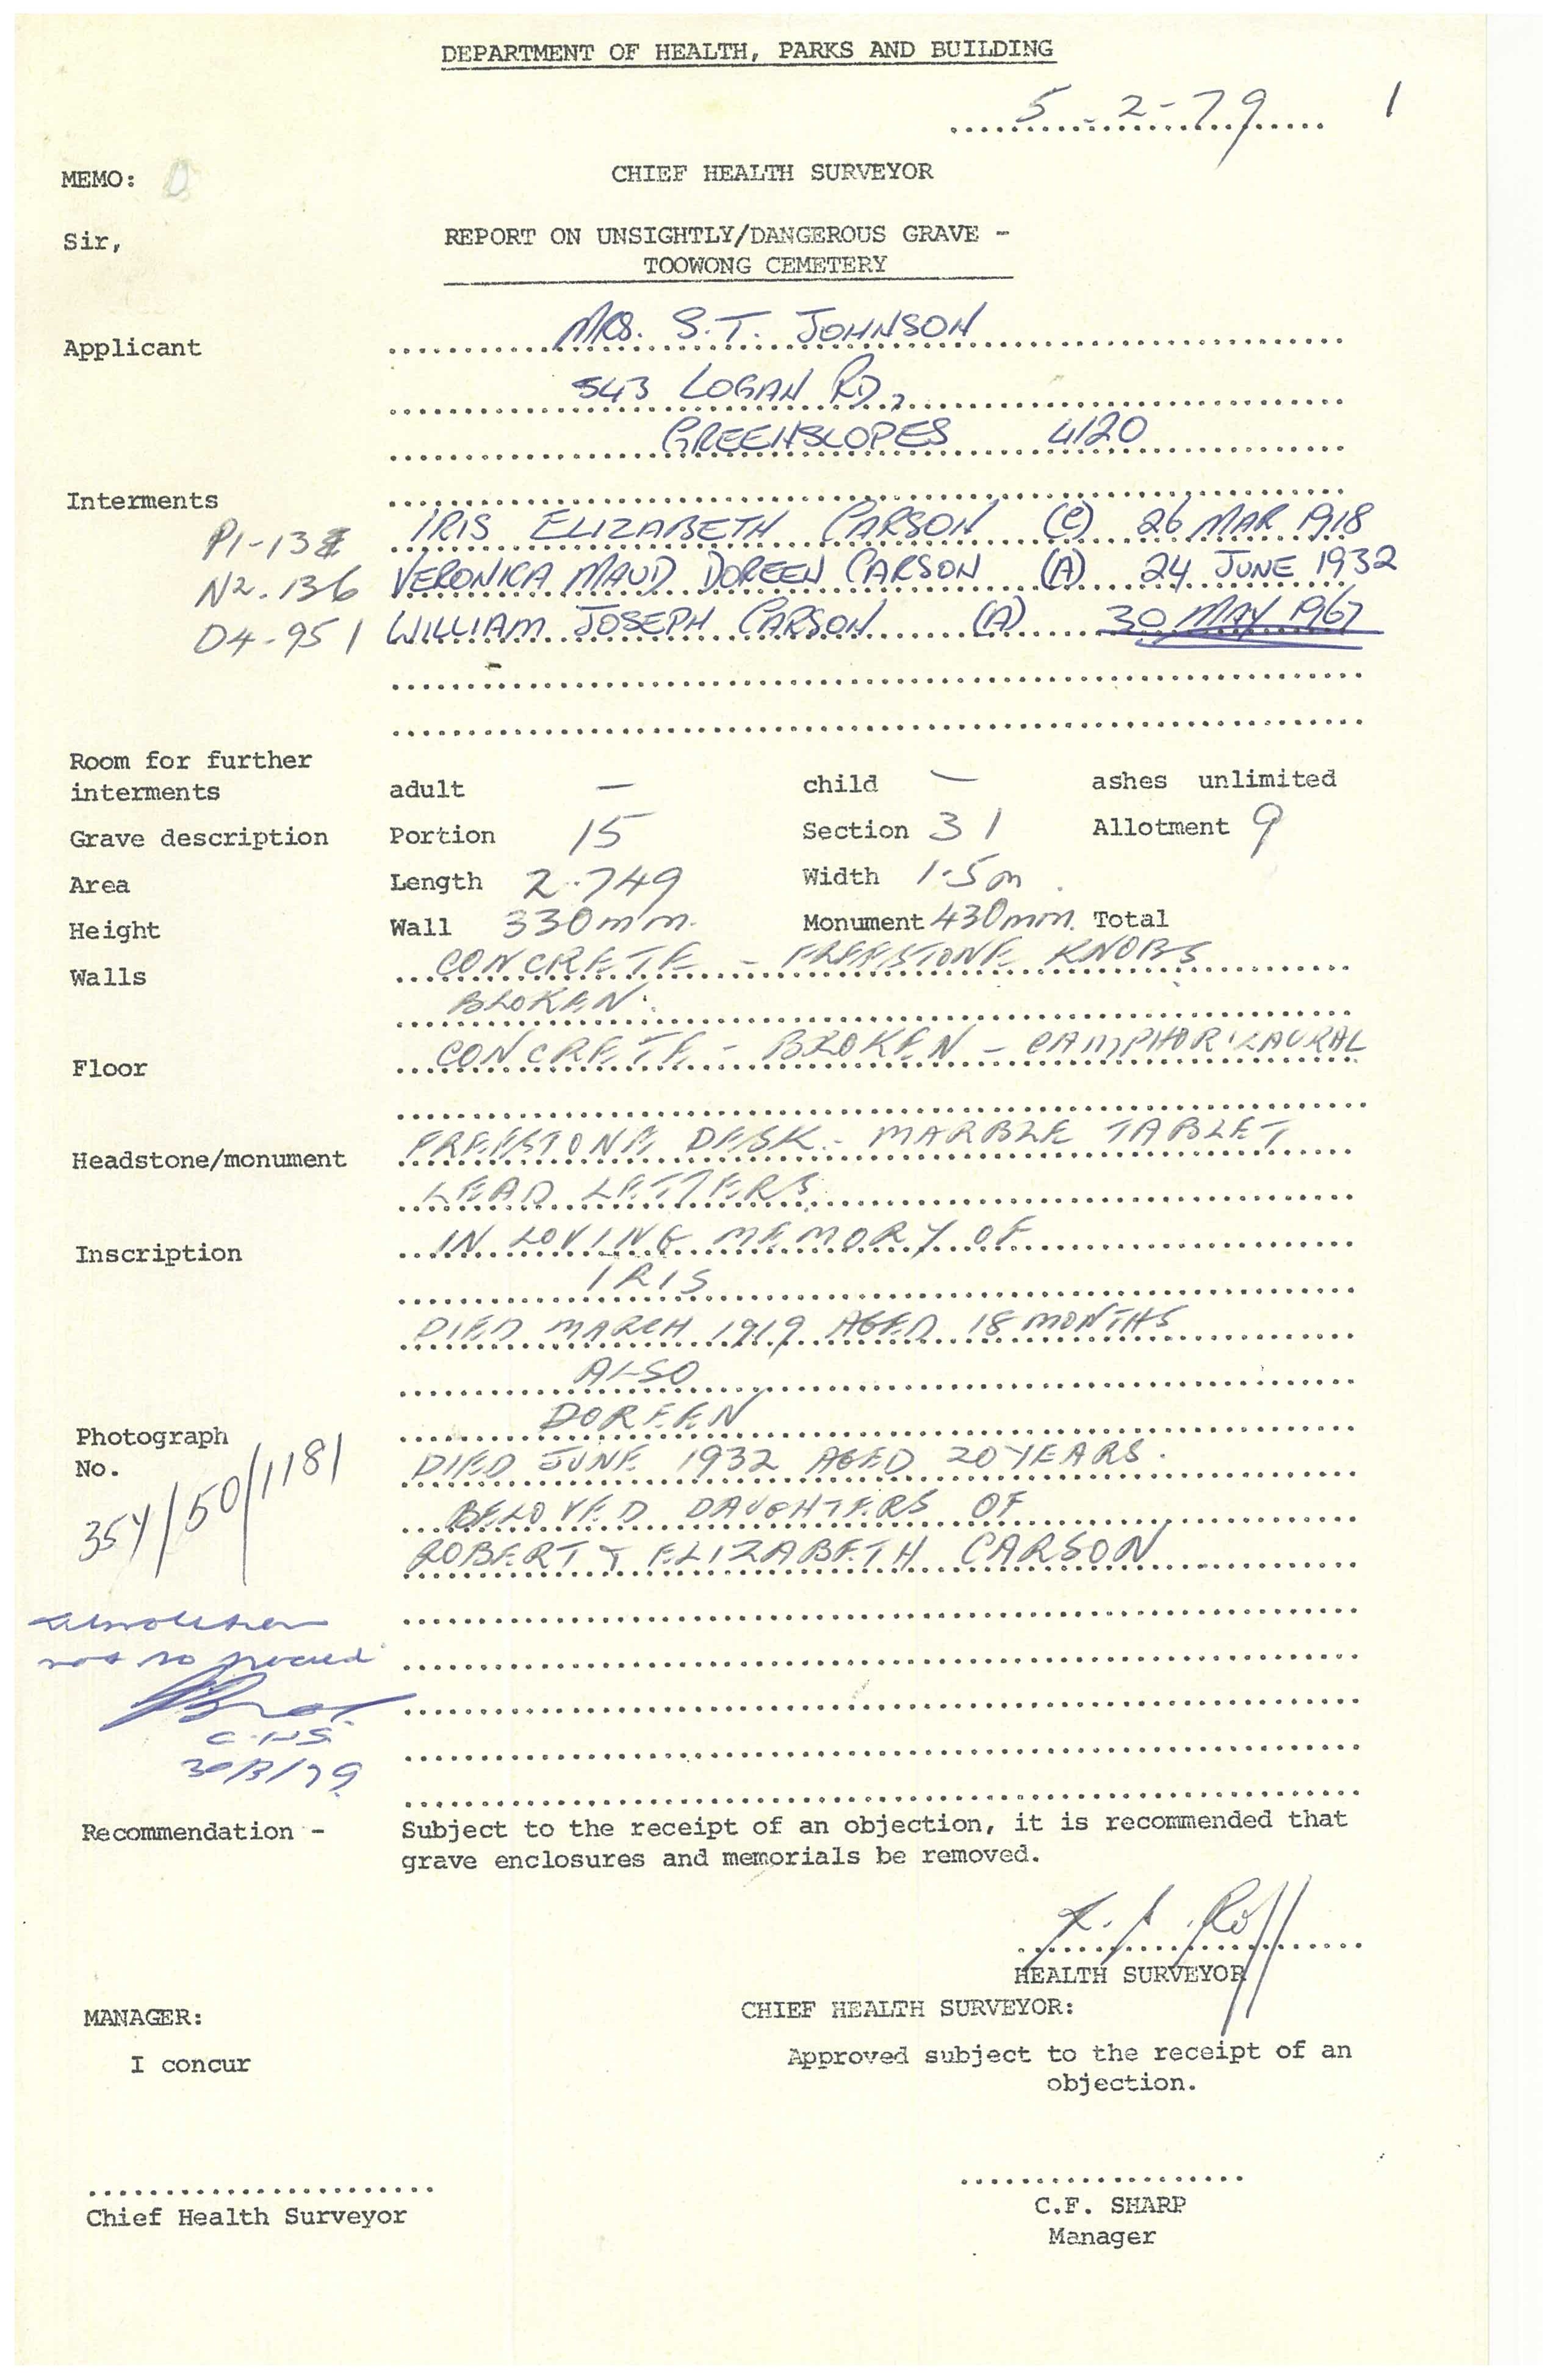 DEPARTMENT OF HEALTH, PARKS AND BUILDING
5-2-79 1
MEMO: CHIEF HEALTH SURVEYOR
Sir, REPORT ON UNSIGHTLY/DANGEROUS GRAVE -
TOOWONG CEMETERY
Applicant MRS. S.T. JOHNSON
543 LOGAN RD,
GREENSLOPES 4120
Interments
P1-13 IRIS ELIZABETH CARSON (C) 26 MAR 1918
N2.136 VERONICA MAUD DOREEN CARSON (A) 24 JUNE 1932
D4-951 WILLIAM JOSEPH CARSON (A) 30 MAY 1967
Room for further
interments adult — child — ashes unlimited
Grave description Portion 15 Section 31 Allotment 9
Area Length 2.749 Width 1.5m.
Height Wall 330mm. Monument 430mm. Total
Walls CONCRETE - FREESTONE KNOBS
BLOKEN.
Floor CONCRETE - BROKEN - CAMPHOR LAURAL
Headstone/monument FREESTONE DESK - MARBLE TABLET
LEAD LETTERS
Inscription IN LOVING MEMORY OF
IRIS
DIED MARCH 1919 AGED 18 MONTHS
ALSO
DOREEN
Photograph
No. DIED JUNE 1932 AGED 20 YEARS.
354/50/1181
BELOVED DAUGHTERS OF
ROBERT & ELIZABETH CARSON
demolition
not to proceed
C.H.S.
30/3/79
Recommendation - Subject to the receipt of an objection, it is recommended that
grave enclosures and memorials be removed.
HEALTH SURVEYOR
MANAGER: CHIEF HEALTH SURVEYOR:
I concur Approved subject to the receipt of an
objection.
Chief Health Surveyor C.F. SHARP
Manager